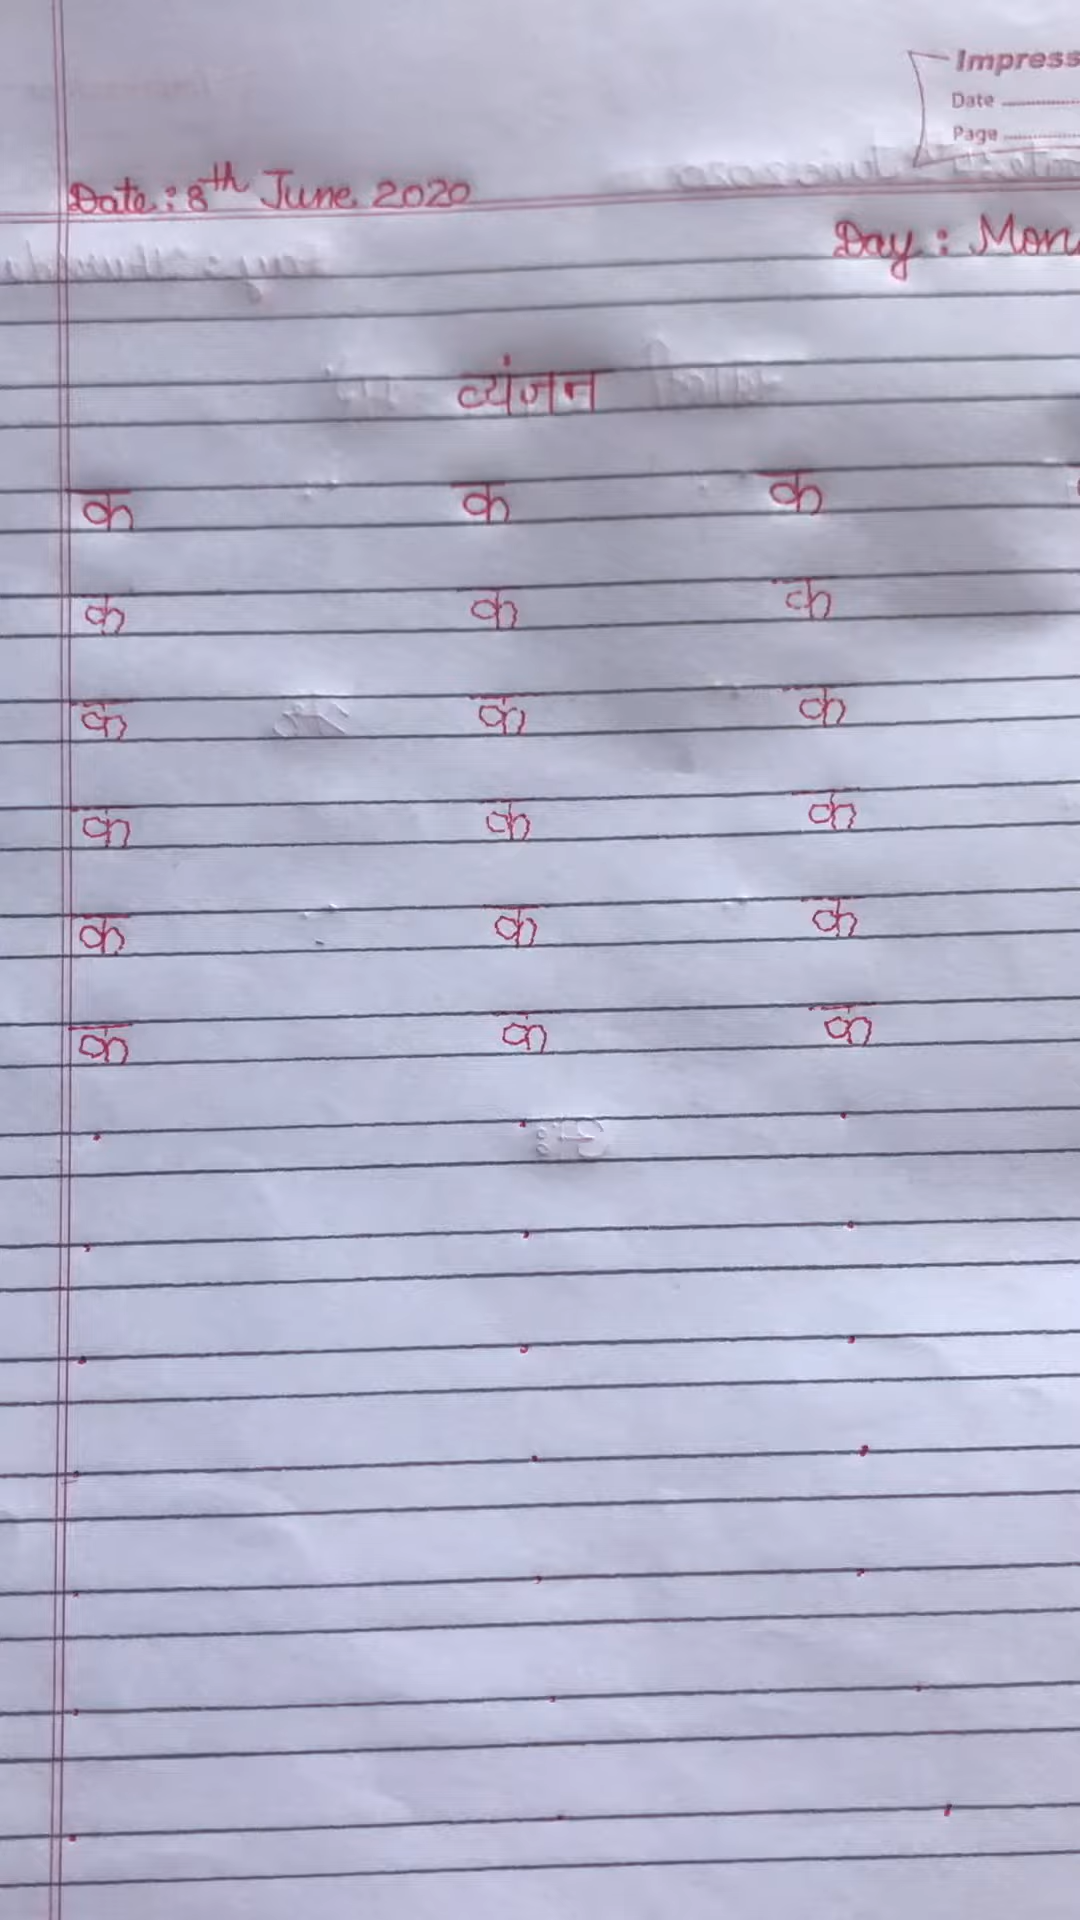 Impress
Date
Page
Date: 8th June 2020
Day: Mon
व्यंजन
क क क
क क क
क क क
क क क
क क क
क क क